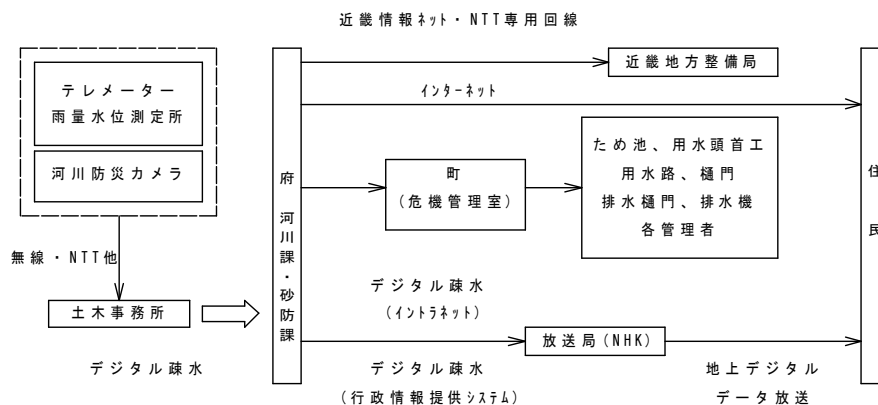 近畿情報ネット・NTT専用回線
テレメーター
雨量水位測定所
河川防災カメラ
無線・NTT他
土木事務所
デジタル疎水
府 河川課・砂防課
近畿地方整備局
インターネット
町
(危機管理室)
ため池、用水頭首工
用水路、樋門
排水樋門、排水機
各管理者
デジタル疎水
(イントラネット)
放送局(NHK)
デジタル疎水
(行政情報提供システム)
地上デジタル
データ放送
住民